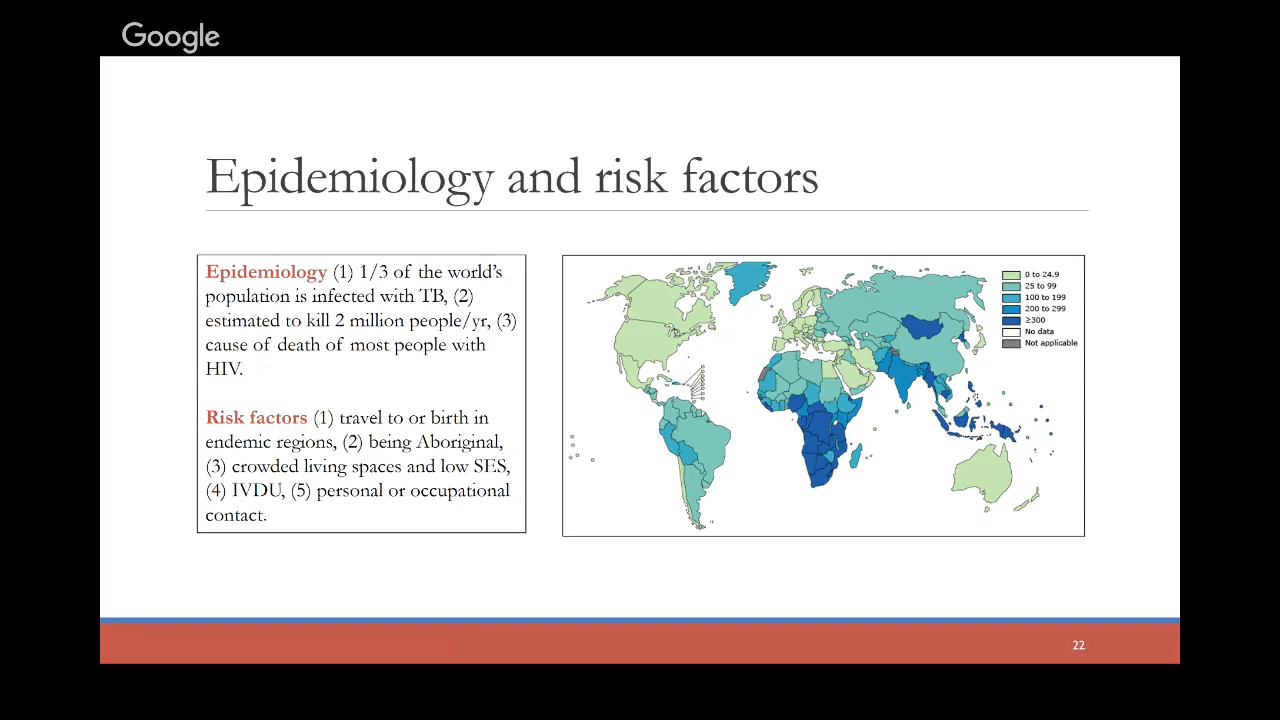 Google
Epidemiology and risk factors
Epidemiology (1) 1/3 of the world's
population is infected with TB, (2)
estimated to kill 2 million people/yr, (3)
cause of death of most people with
HIV.
Risk factors (1) travel to or birth in
endemic regions, (2) being Aboriginal,
(3) crowded living spaces and low SES,
(4) IVDU, (5) personal or occupational
contact.
0 to 24.9
25 to 99
100 to 199
200 to 299
≥300
No data
Not applicable
22